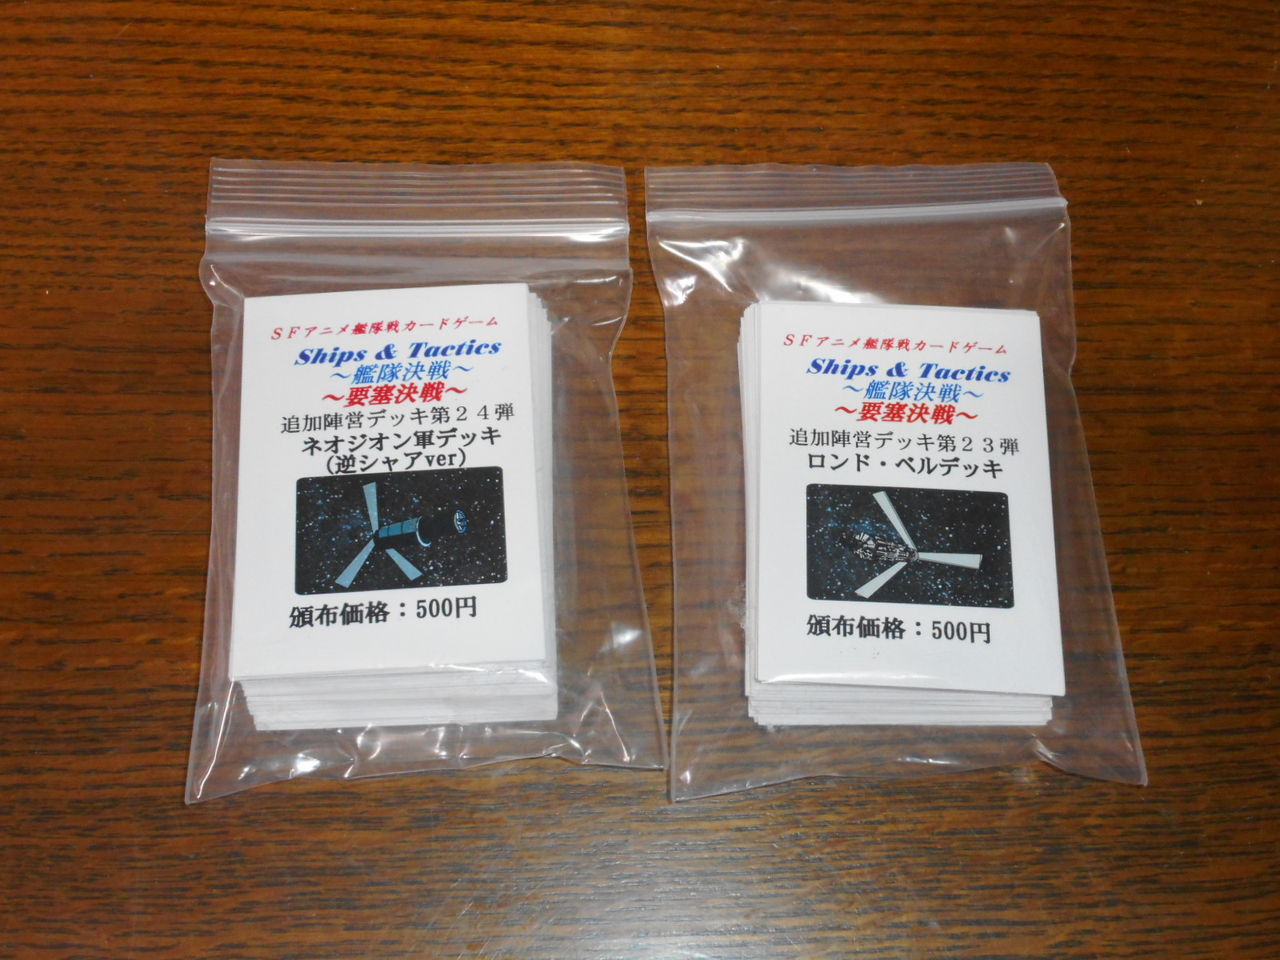 ＳＦアニメ艦隊戦カードゲーム
Ships & Tactics
～艦隊決戦～
～要塞決戦～
追加陣営デッキ第２４弾
ネオジオン軍デッキ
(逆シャアver)
頒布価格：500円
ＳＦアニメ艦隊戦カードゲーム
Ships & Tactics
～艦隊決戦～
～要塞決戦～
追加陣営デッキ第２３弾
ロンド・ベルデッキ
頒布価格：500円